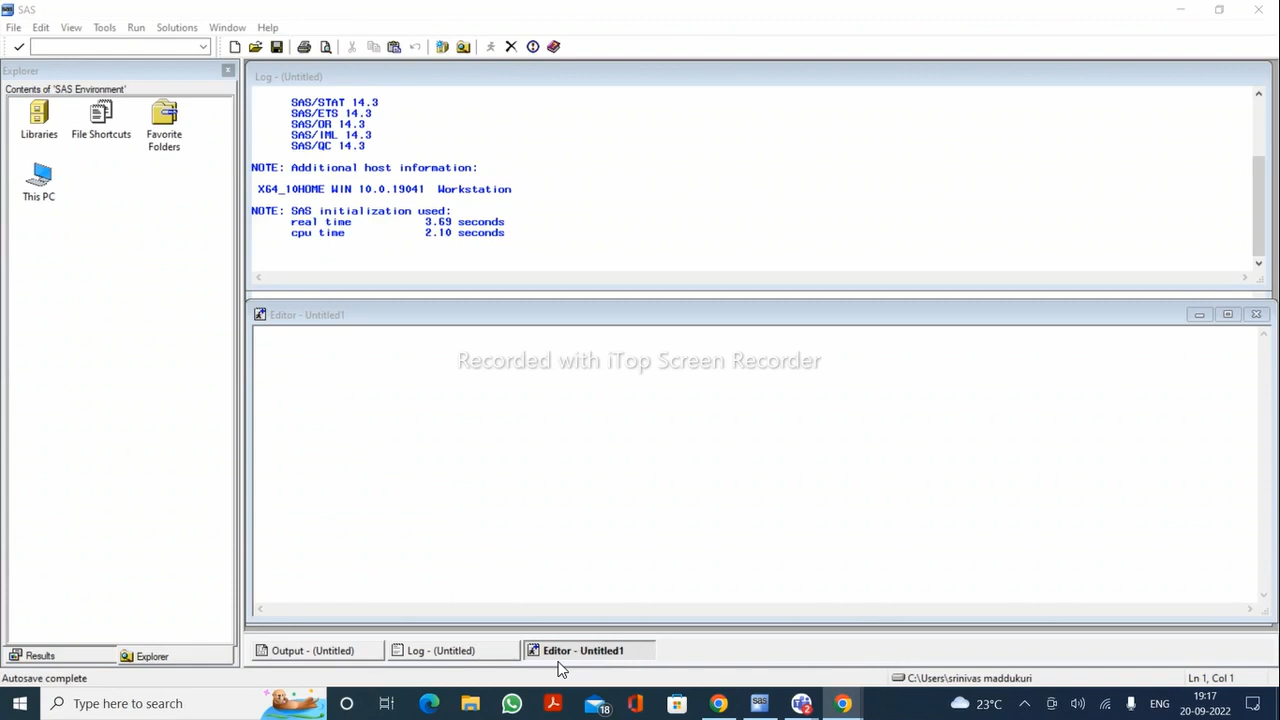 SAS
File Edit View Tools Run Solutions Window Help
Explorer
Contents of 'SAS Environment'
Libraries
File Shortcuts
Favorite Folders
This PC
Results
Explorer
Log - (Untitled)
SAS/STAT 14.3
SAS/ETS 14.3
SAS/OR 14.3
SAS/IML 14.3
SAS/QC 14.3
NOTE: Additional host information:
X64_10HOME WIN 10.0.19041 Workstation
NOTE: SAS initialization used:
real time 3.69 seconds
cpu time 2.10 seconds
Editor - Untitled1
Recorded with iTop Screen Recorder
Output - (Untitled)
Log - (Untitled)
Editor - Untitled1
Autosave complete
C:\Users\srinivas maddukuri
Ln 1, Col 1
Type here to search
18
SAS
2
23°C
ENG
19:17
20-09-2022